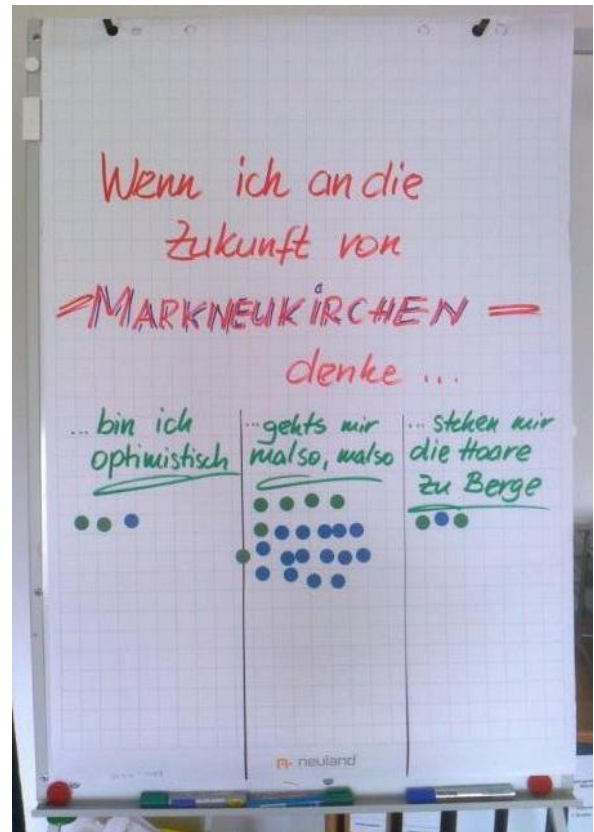 Wenn ich an die
Zukunft von
=MARKNEUKIRCHEN=
denke ...
... bin ich
optimistisch
... gehts mir
malso, malso
... stehen mir
die Haare
zu Berge
neuland